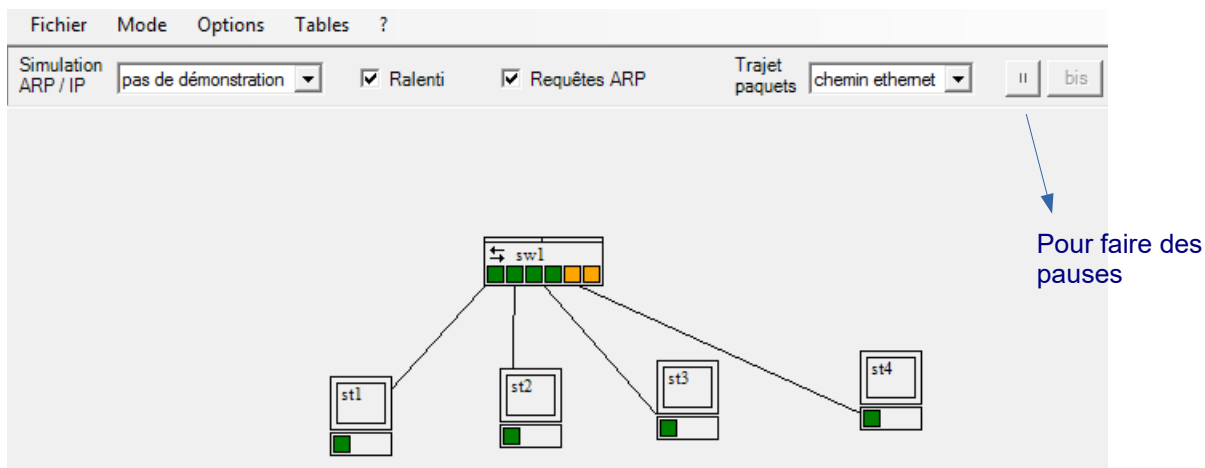 Fichier Mode Options Tables ?
Simulation
ARP / IP
pas de démonstration
Ralenti
Requêtes ARP
Trajet
paquets
chemin ethernet
II
bis
sw1
Pour faire des
pauses
st1
st2
st3
st4